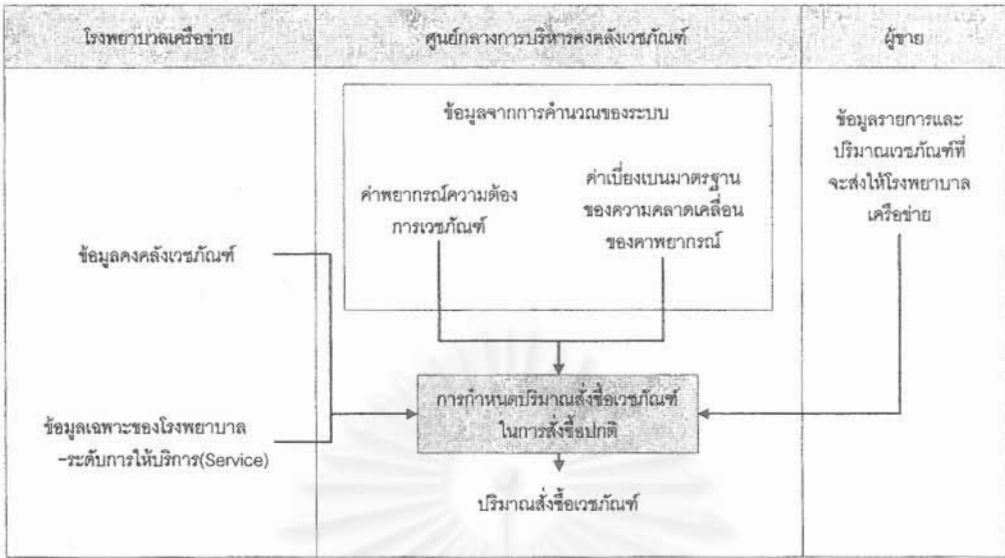 โรงพยาบาลเครือข่าย
ศูนย์กลางการบริหารคงคลังเวชภัณฑ์
ผู้ขาย
ข้อมูลจากการคำนวณของระบบ
ค่าพยากรณ์ความต้อง
การเวชภัณฑ์
ค่าเบี่ยงเบนมาตรฐาน
ของความคลาดเคลื่อน
ของคาพยากรณ์
ข้อมูลรายการและ
ปริมาณเวชภัณฑ์ที่
จะส่งให้โรงพยาบาล
เครือข่าย
ข้อมูลคงคลังเวชภัณฑ์
ข้อมูลเฉพาะของโรงพยาบาล
-ระดับการให้บริการ(Service)
การกำหนดปริมาณสั่งซื้อเวชภัณฑ์
ในการสั่งซื้อปกติ
ปริมาณสั่งซื้อเวชภัณฑ์